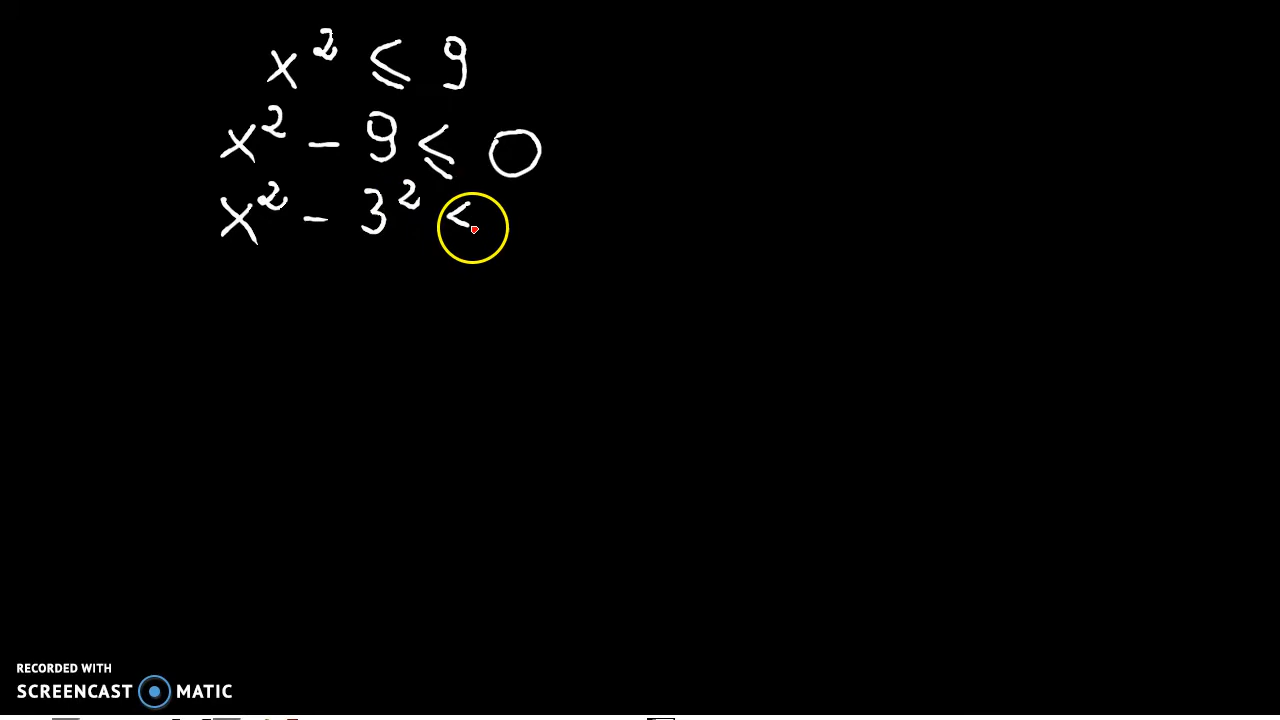 x² ≤ 9
x² - 9 ≤ 0
x² - 3² <
RECORDED WITH
SCREENCAST MATIC